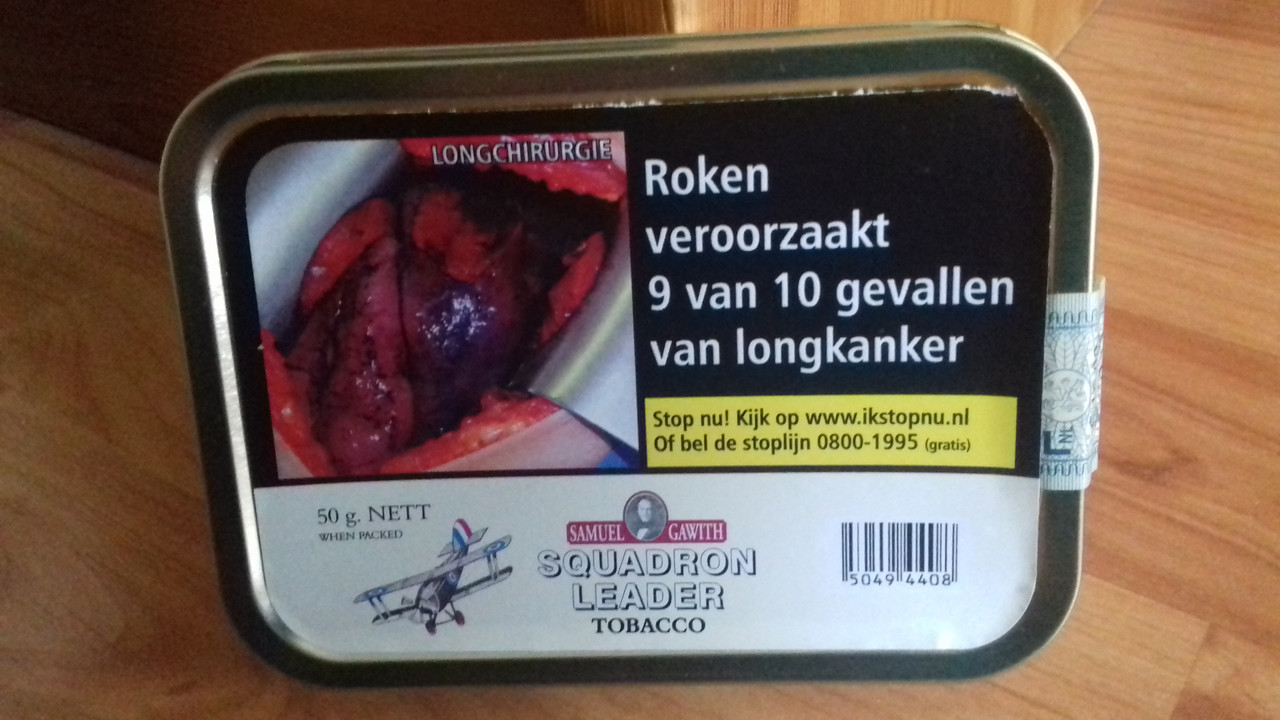 LONGCHIRURGIE
Roken
veroorzaakt
9 van 10 gevallen
van longkanker
Stop nu! Kijk op www.ikstopnu.nl
Of bel de stoplijn 0800-1995 (gratis)
50 g. NETT
WHEN PACKED
SAMUEL GAWITH
SQUADRON
LEADER
TOBACCO
5049 4408
NL